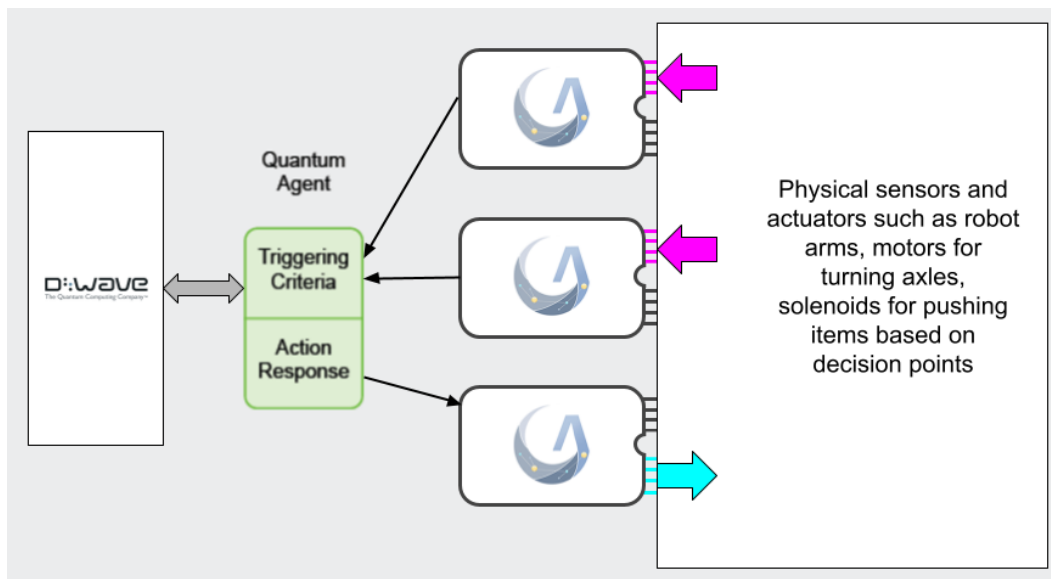 D:wave
The Quantum Computing Company™
Quantum
Agent
Triggering
Criteria
Action
Response
Physical sensors and
actuators such as robot
arms, motors for
turning axles,
solenoids for pushing
items based on
decision points